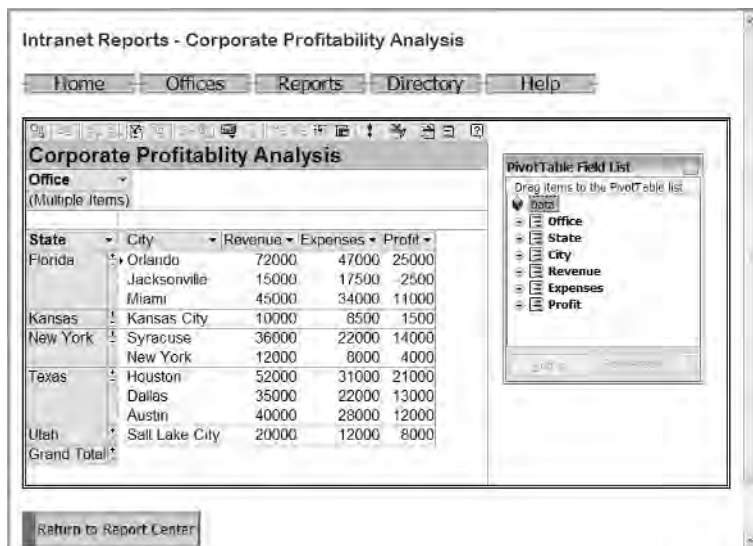 Intranet Reports - Corporate Profitability Analysis
Home Offices Reports Directory Help
Corporate Profitablity Analysis
Office
(Multiple Items)
State City Revenue Expenses Profit
Florida Orlando 72000 47000 25000
Jacksonville 15000 17500 -2500
Miami 45000 34000 11000
Kansas Kansas City 10000 8500 1500
New York Syracuse 36000 22000 14000
New York 12000 8000 4000
Texas Houston 52000 31000 21000
Dallas 35000 22000 13000
Austin 40000 28000 12000
Utah Salt Lake City 20000 12000 8000
Grand Total
PivotTable Field List
Drag items to the PivotTable list
Data
Office
State
City
Revenue
Expenses
Profit
Return to Report Center